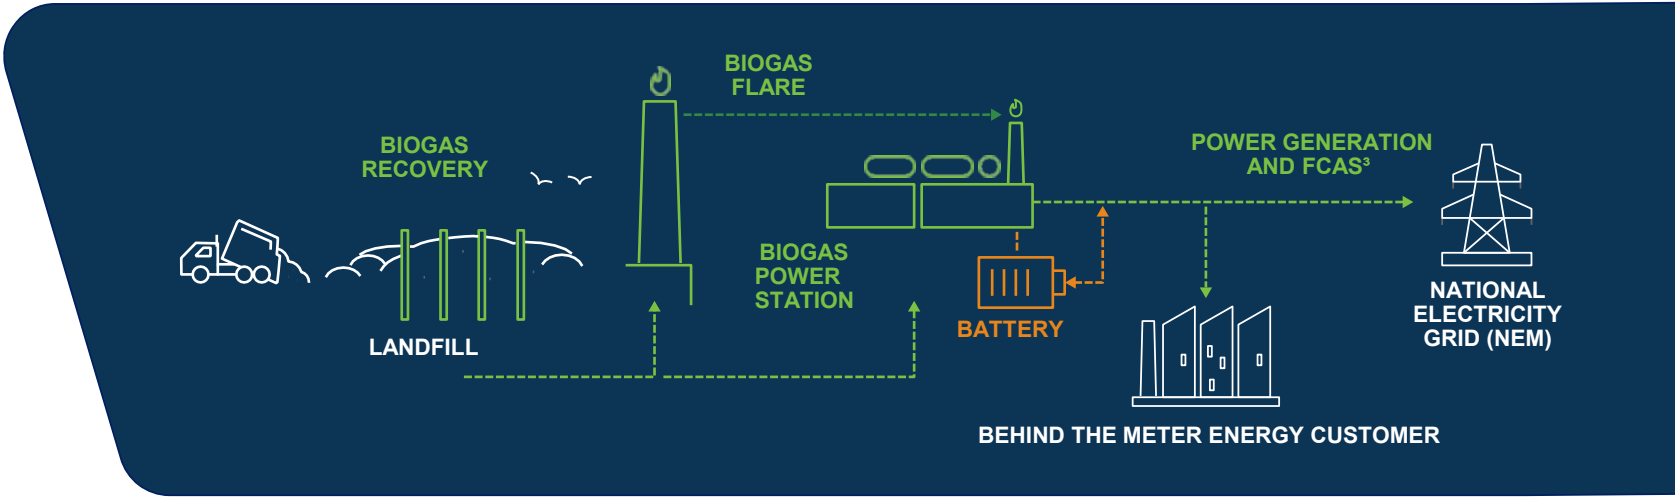 BIOGAS
FLARE
BIOGAS
RECOVERY
POWER GENERATION
AND FCAS³
BIOGAS
POWER
STATION
BATTERY
LANDFILL
NATIONAL
ELECTRICITY
GRID (NEM)
BEHIND THE METER ENERGY CUSTOMER